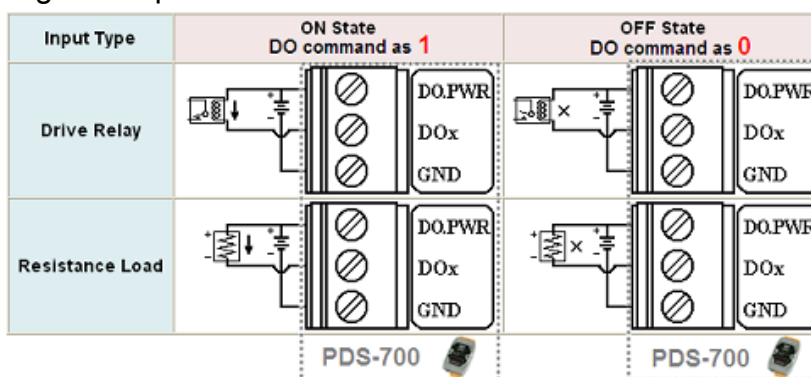 Input Type
ON State
DO command as 1
OFF State
DO command as 0
Drive Relay
DO.PWR
DOx
GND
DO.PWR
DOx
GND
Resistance Load
DO.PWR
DOx
GND
DO.PWR
DOx
GND
PDS-700
PDS-700